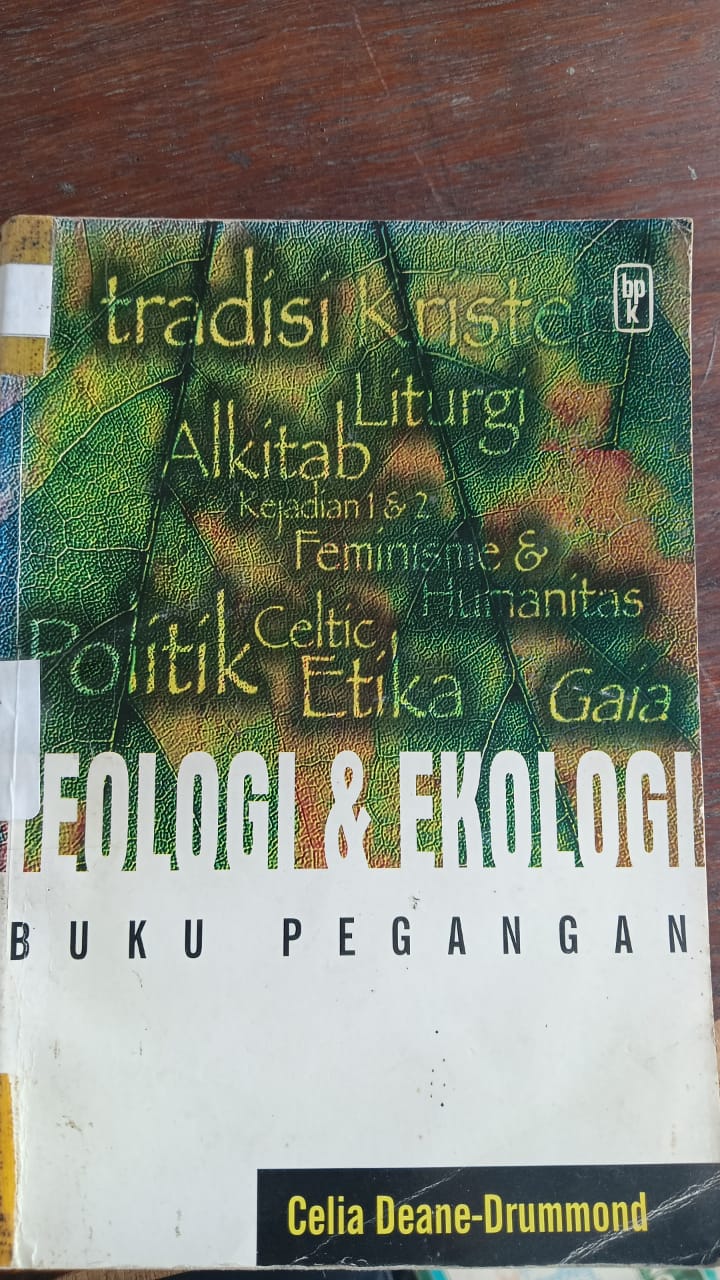 tradisi Kristen
bp
k
Liturgi
Alkitab
Kejadian 1 & 2
Feminisme &
Humanitas
Politik
Celtic
Etika
Gaia
TEOLOGI & EKOLOGI
BUKU PEGANGAN
Celia Deane-Drummond